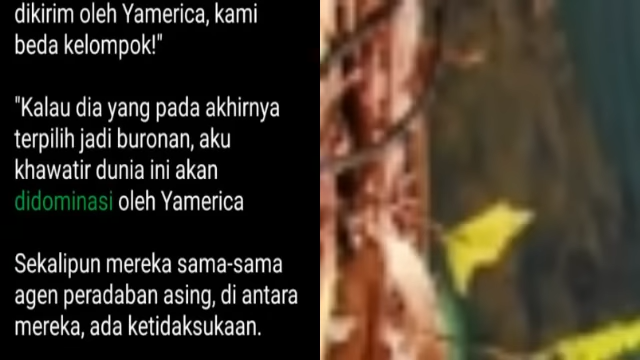 dikirim oleh Yamerica, kami
beda kelompok!"
"Kalau dia yang pada akhirnya
terpilih jadi buronan, aku
khawatir dunia ini akan
didominasi oleh Yamerica
Sekalipun mereka sama-sama
agen peradaban asing, di antara
mereka, ada ketidaksukaan.